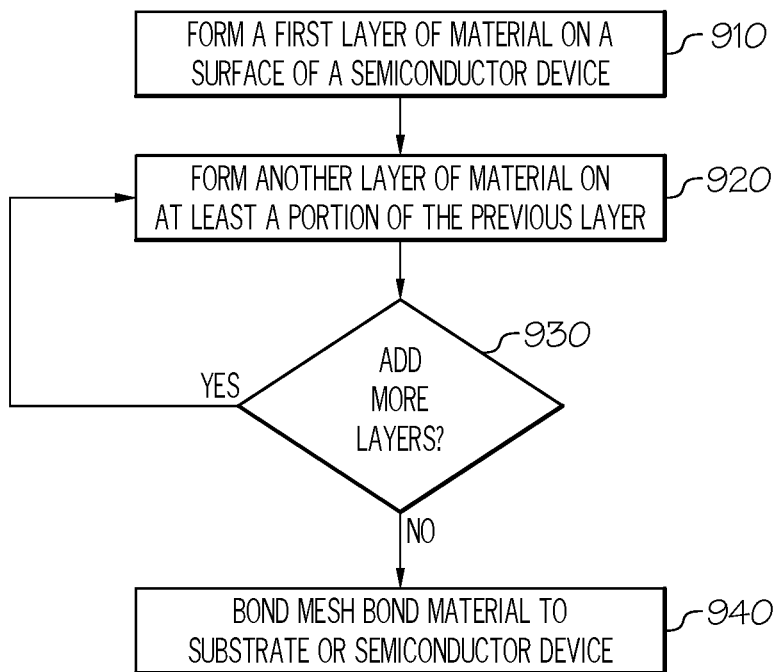 FORM A FIRST LAYER OF MATERIAL ON A
SURFACE OF A SEMICONDUCTOR DEVICE
910
FORM ANOTHER LAYER OF MATERIAL ON
AT LEAST A PORTION OF THE PREVIOUS LAYER
920
ADD
MORE
LAYERS?
930
YES
NO
BOND MESH BOND MATERIAL TO
SUBSTRATE OR SEMICONDUCTOR DEVICE
940